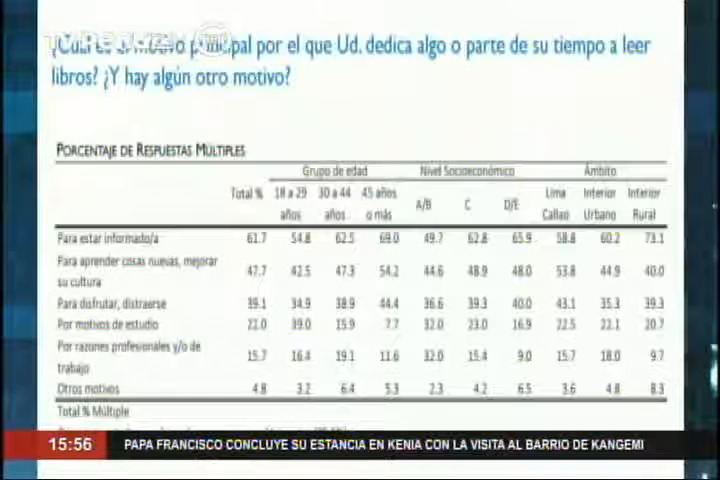 ¿Cuál es el motivo principal por el que Ud. dedica algo o parte de su tiempo a leer
libros? ¿Y hay algún otro motivo?
PORCENTAJE DE RESPUESTAS MÚLTIPLES
Grupo de edad Nivel Socioeconómico Ámbito
Total % 18 a 29 30 a 44 45 años A/B C D/E Lima Interior Interior
años años o más Callao Urbano Rural
Para estar informado/a 61.7 54.8 62.5 69.0 49.7 62.8 65.9 58.8 60.2 73.1
Para aprender cosas nuevas, mejorar
su cultura 47.7 42.5 47.3 54.2 44.6 48.9 48.0 53.8 44.9 40.0
Para disfrutar, distraerse 39.1 34.9 38.9 44.4 36.6 39.3 40.0 43.1 35.3 39.3
Por motivos de estudio 22.0 39.0 15.9 7.7 32.0 23.0 16.9 22.5 22.1 20.7
Por razones profesionales y/o de
trabajo 15.7 16.4 19.1 11.6 32.0 15.4 9.0 15.7 18.0 9.7
Otros motivos 4.8 3.2 6.4 5.3 2.3 4.2 6.5 3.6 4.8 8.3
Total % Múltiple
15:56 PAPA FRANCISCO CONCLUYE SU ESTANCIA EN KENIA CON LA VISITA AL BARRIO DE KANGEMI